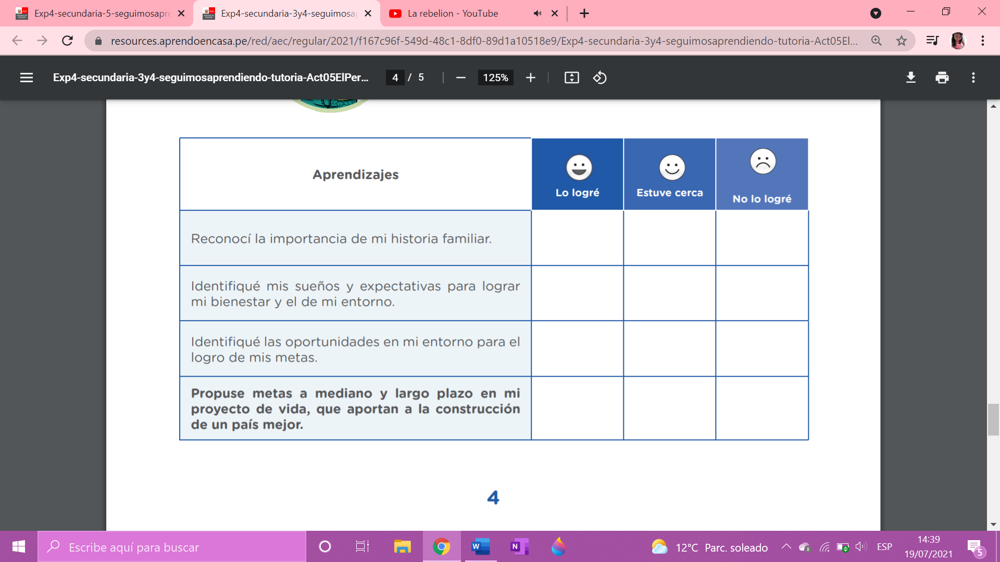 Exp4-secundaria-5-seguimosapre
Exp4-secundaria-3y4-seguimosap
La rebelion - YouTube
resources.aprendoencasa.pe/red/aec/regular/2021/f167c96f-549d-48c1-8df0-89d1a10518e9/Exp4-secundaria-3y4-seguimosaprendiendo-tutoria-Act05El...
Exp4-secundaria-3y4-seguimosaprendiendo-tutoria-Act05ElPer...
4 / 5
125%
Aprendizajes
Lo logré
Estuve cerca
No lo logré
Reconocí la importancia de mi historia familiar.
Identifiqué mis sueños y expectativas para lograr
mi bienestar y el de mi entorno.
Identifiqué las oportunidades en mi entorno para el
logro de mis metas.
Propuse metas a mediano y largo plazo en mi
proyecto de vida, que aportan a la construcción
de un país mejor.
4
Escribe aquí para buscar
W
N
12°C Parc. soleado
ESP
14:39
19/07/2021
5